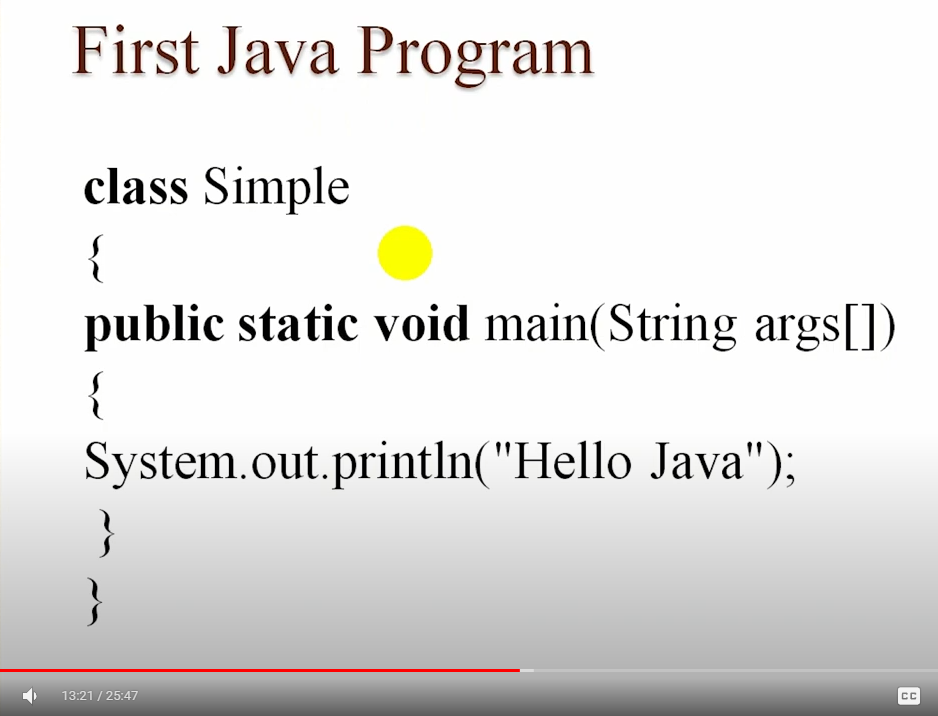 First Java Program
class Simple
{
public static void main(String args[])
{
System.out.println("Hello Java");
}
}
13:21 / 25:47
CC